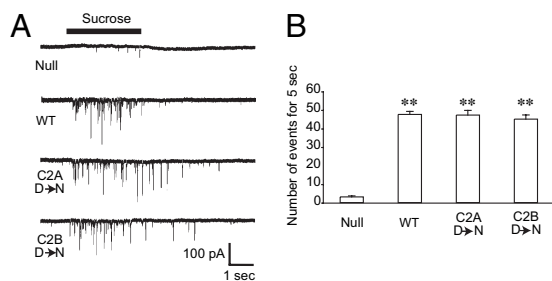 A
Sucrose
Null
WT
C2A
D→N
C2B
D→N
100 pA
1 sec
B
Number of events for 5 sec
60
50
40
30
20
10
0
**
**
**
Null
WT
C2A
D→N
C2B
D→N